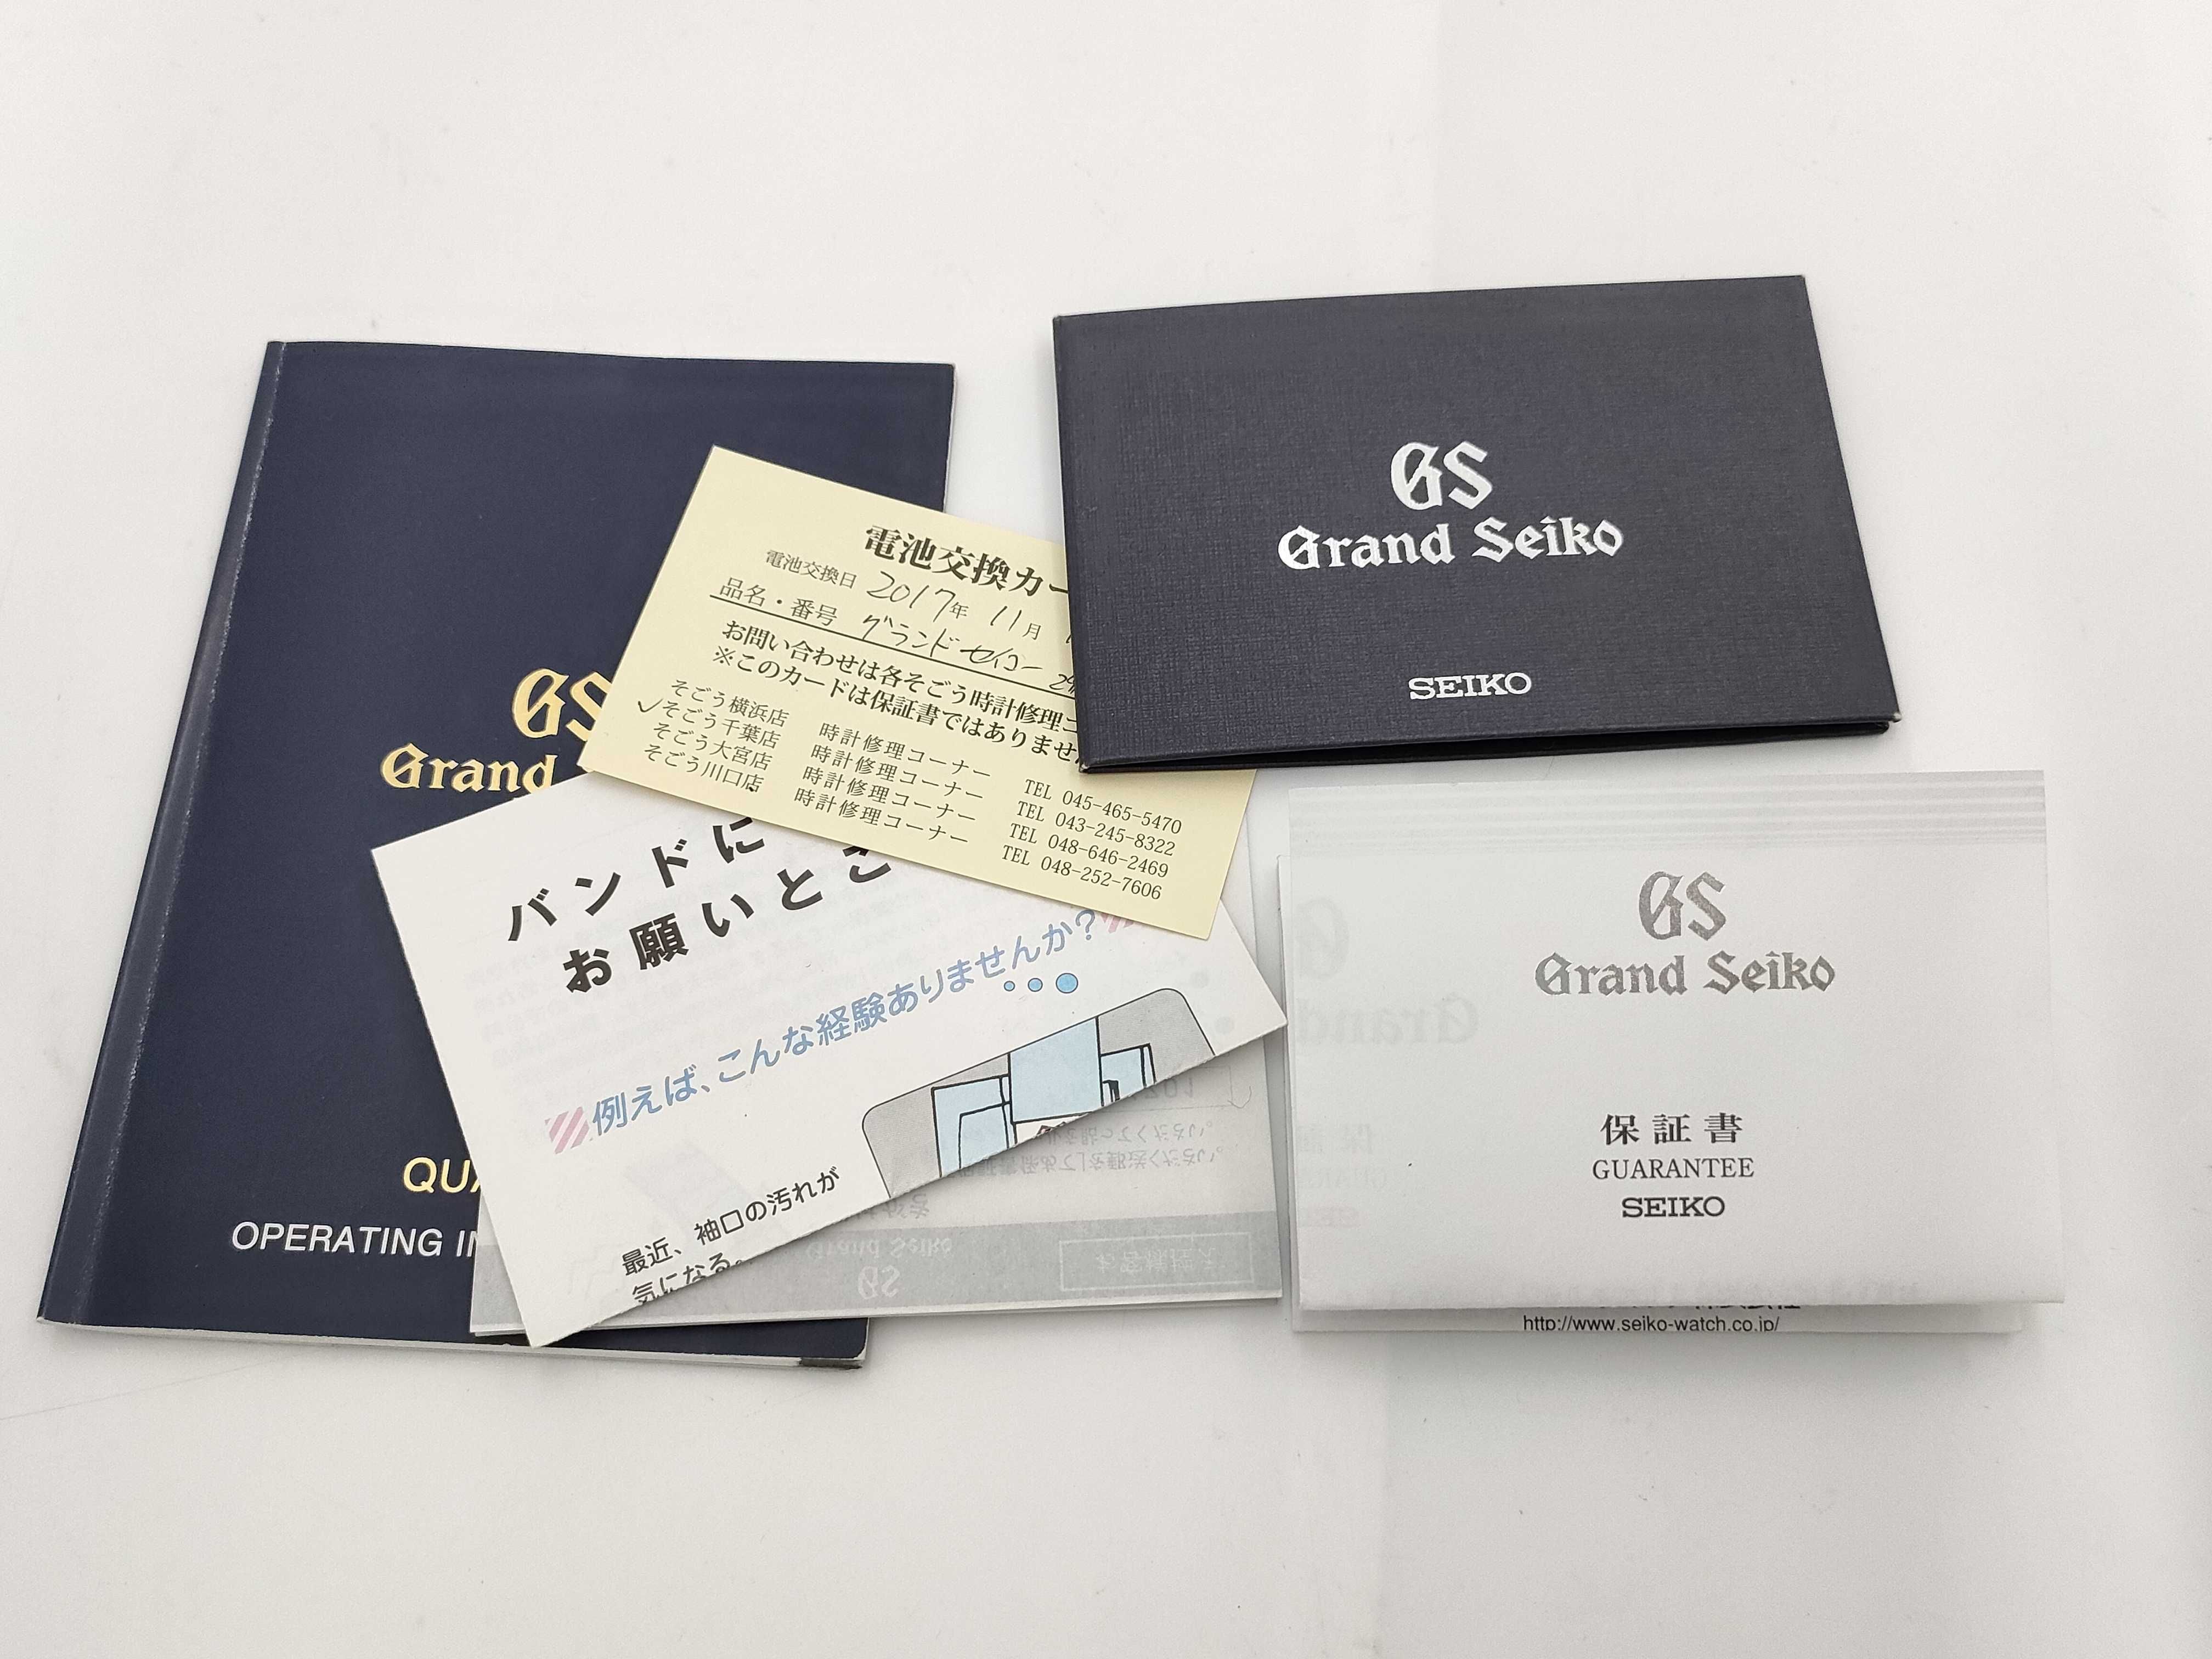 GS
Grand
QU
OPERATING IN
電池交換カー
電池交換日 2017年 11月
品名・番号 グランドセイコー
お問い合わせは各そごう時計修理コ
※このカードは保証書ではありませ
そごう横浜店 時計修理コーナー TEL 045-465-5470
✓そごう千葉店 時計修理コーナー TEL 043-245-8322
そごう大宮店 時計修理コーナー TEL 048-646-2469
そごう川口店 時計修理コーナー TEL 048-252-7606
バンドに
お願いとこ
例えば、こんな経験ありませんか?
最近、袖口の汚れが
気になる。
GS
Grand Seiko
SEIKO
GS
Grand Seiko
保証書
GUARANTEE
SEIKO
http://www.seiko-watch.co.jp/